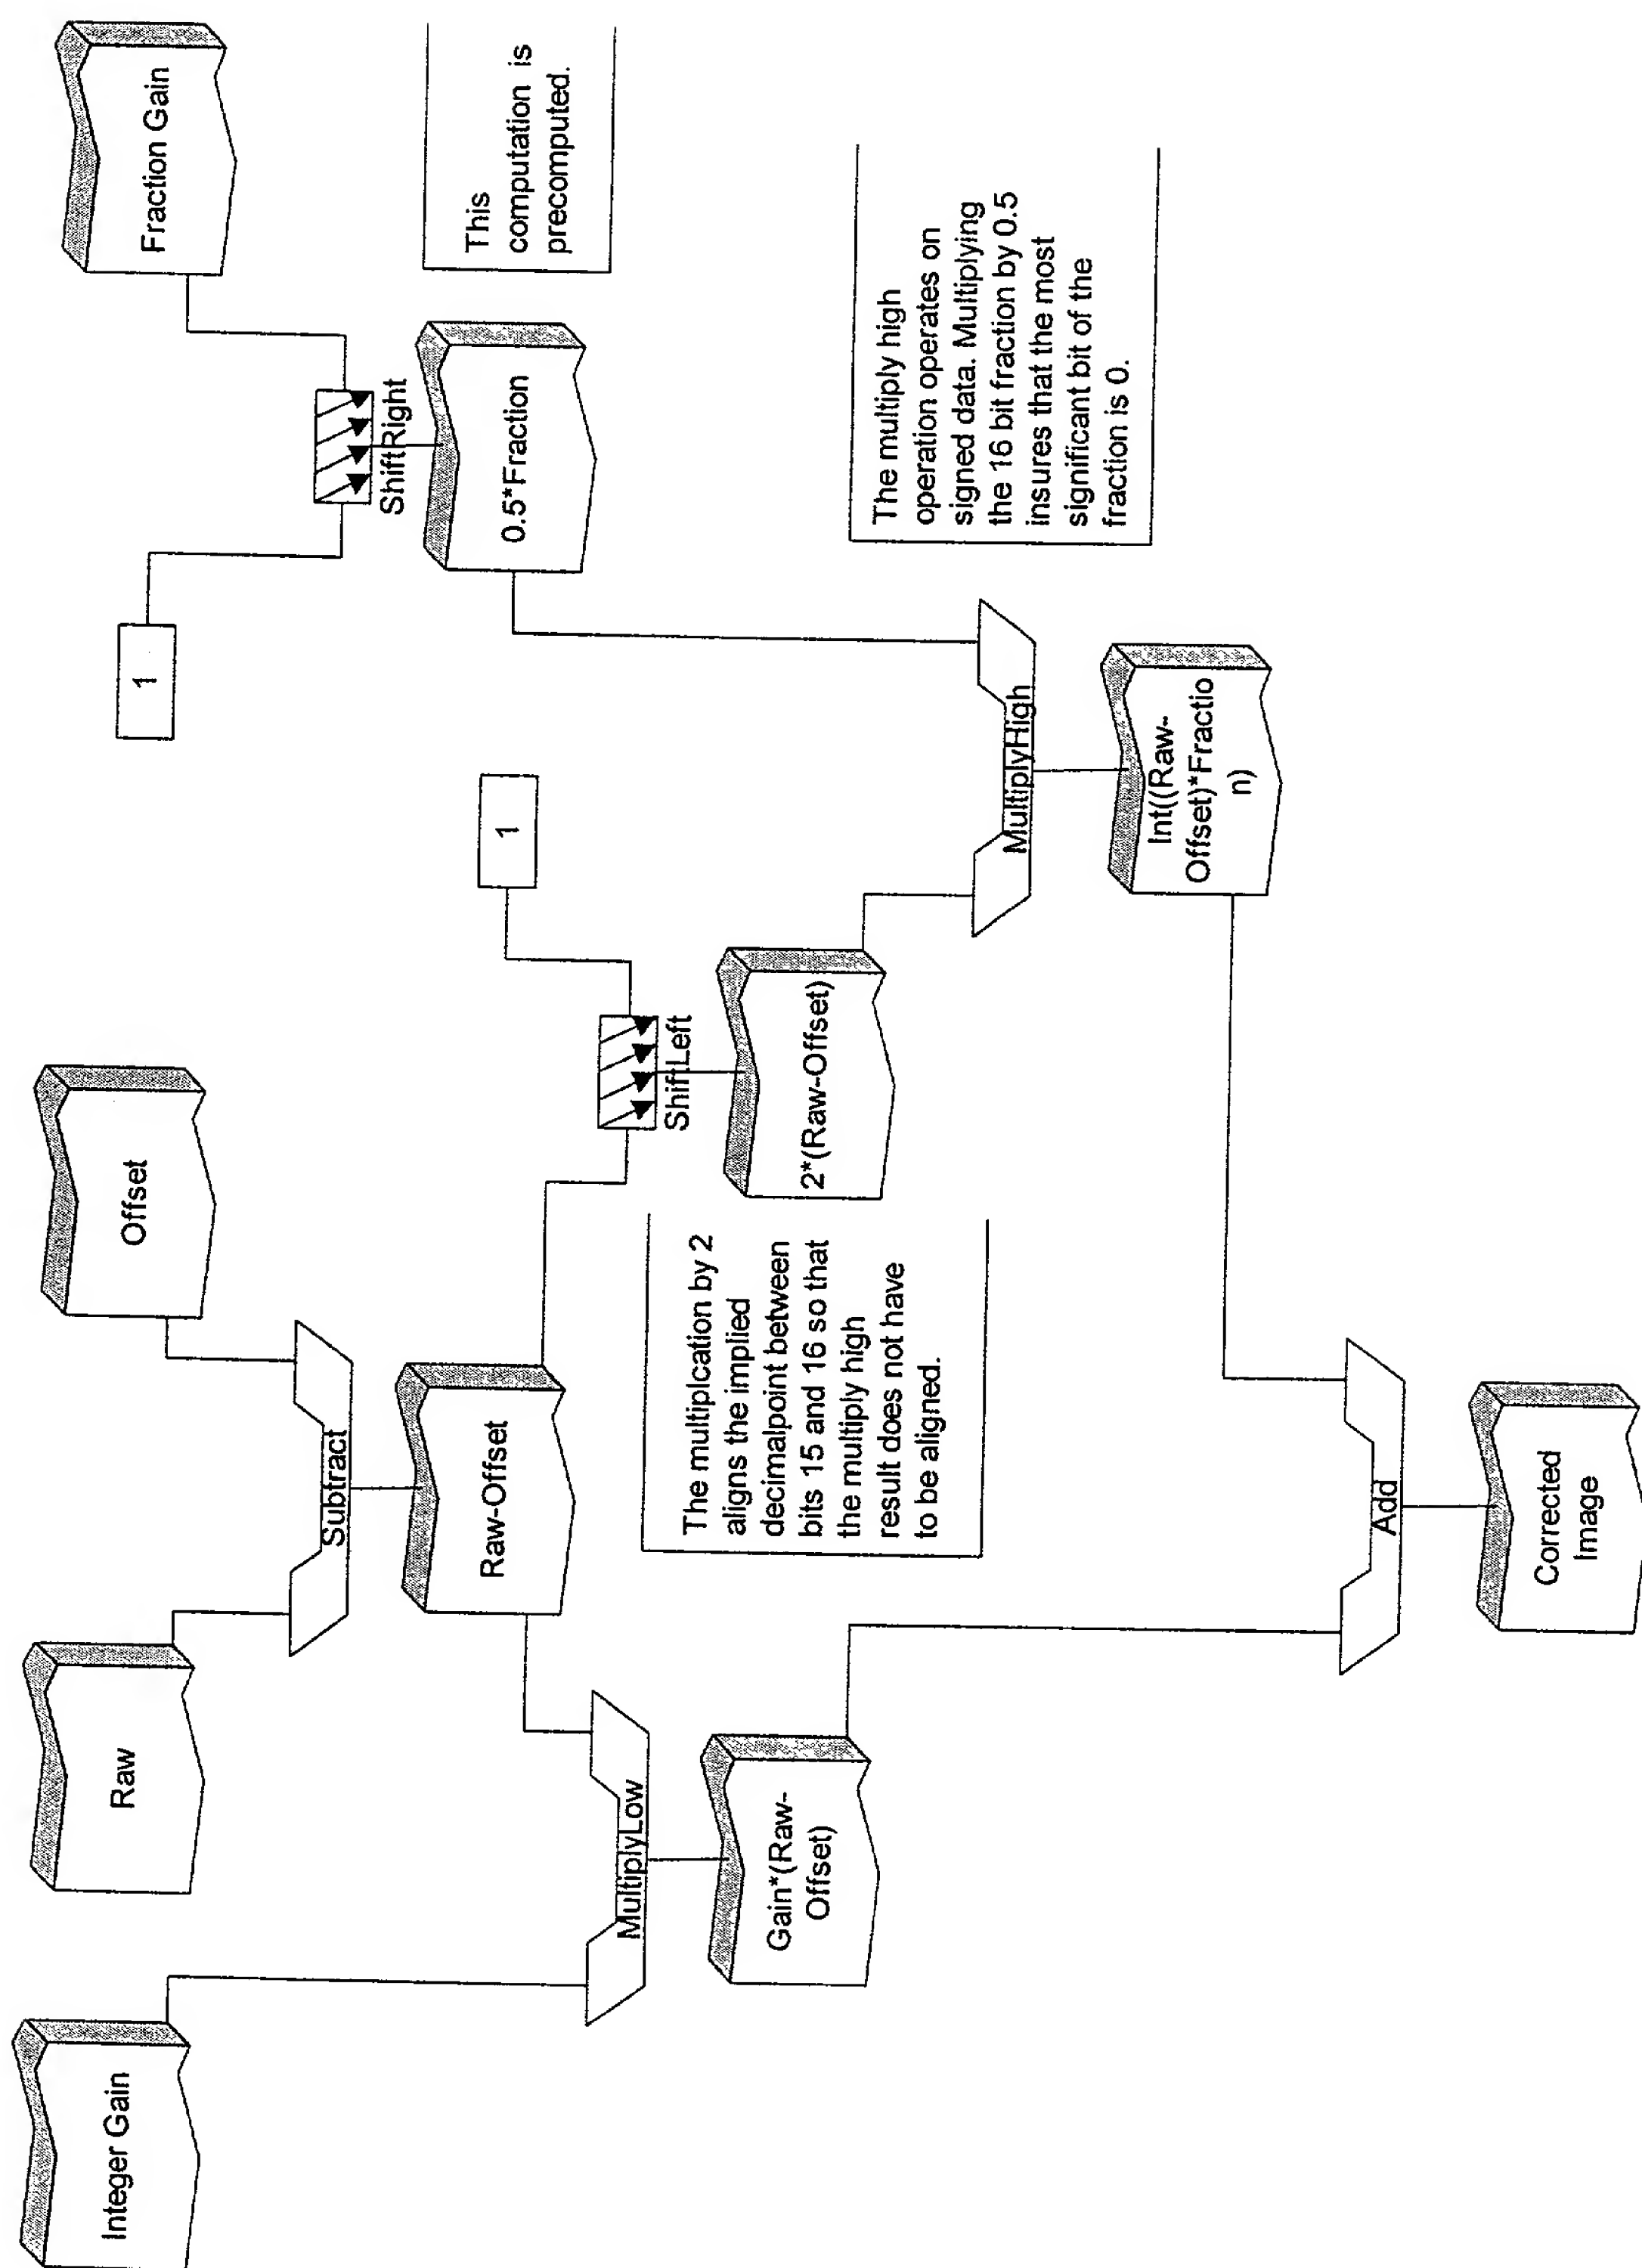 Integer Gain
Raw
Offset
Fraction Gain
1
Subtract
ShiftRight
This
computation is
precomputed.
Raw-Offset
0.5*Fraction
1
MultiplyLow
ShiftLeft
Gain*(Raw-
Offset)
The multiplcation by 2
aligns the implied
decimalpoint between
bits 15 and 16 so that
the multiply high
result does not have
to be aligned.
2*(Raw-Offset)
The multiply high
operation operates on
signed data. Multiplying
the 16 bit fraction by 0.5
insures that the most
significant bit of the
fraction is 0.
MultiplyHigh
Int((Raw-
Offset)*Fractio
n)
Add
Corrected
Image